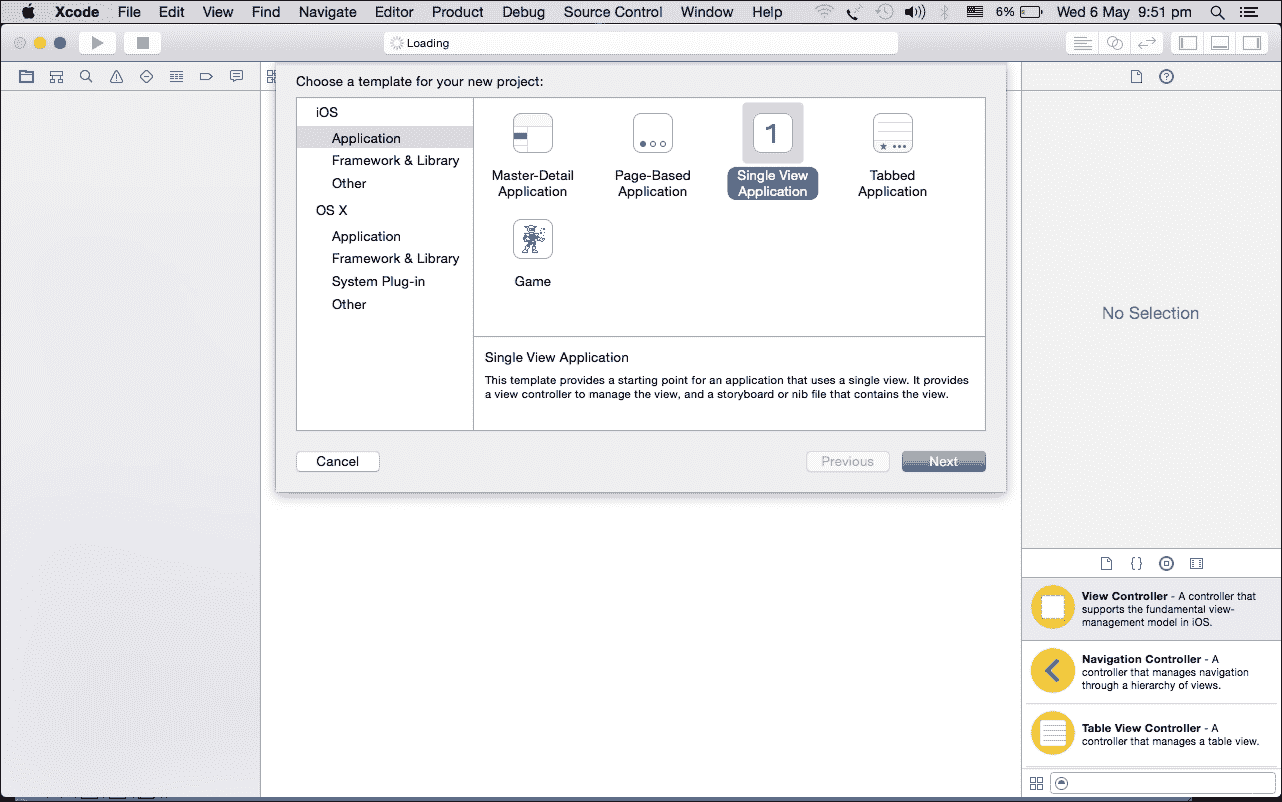 Xcode File Edit View Find Navigate Editor Product Debug Source Control Window Help 6% Wed 6 May 9:51 pm
Loading
Choose a template for your new project:
iOS
Application
Framework & Library
Other
OS X
Application
Framework & Library
System Plug-in
Other
Master-Detail
Application
Page-Based
Application
1
Single View
Application
Tabbed
Application
Game
Single View Application
This template provides a starting point for an application that uses a single view. It provides
a view controller to manage the view, and a storyboard or nib file that contains the view.
Cancel
Previous
Next
No Selection
{}
View Controller - A controller that
supports the fundamental view-
management model in iOS.
Navigation Controller - A
controller that manages navigation
through a hierarchy of views.
Table View Controller - A
controller that manages a table view.